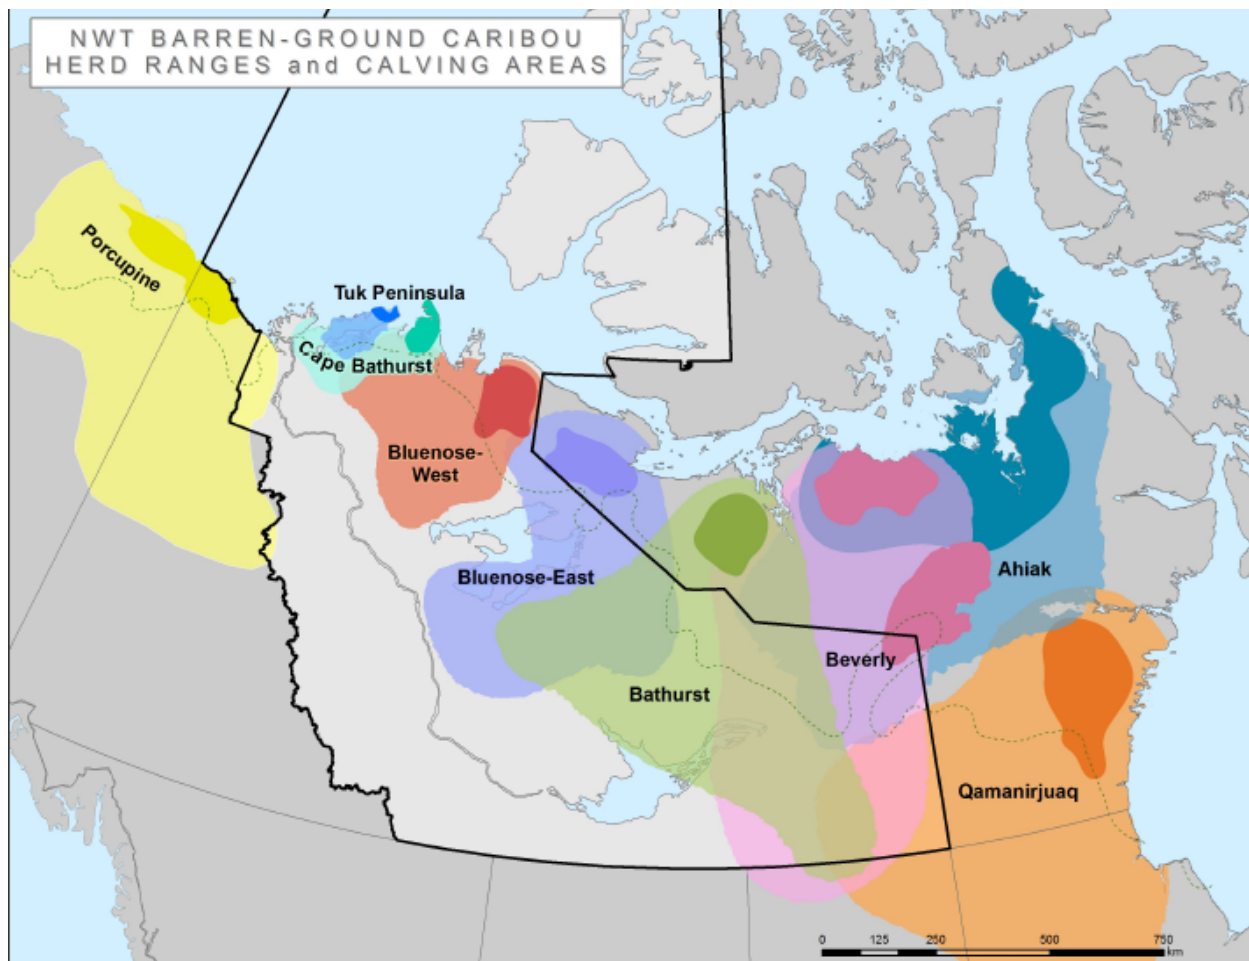 NWT BARREN-GROUND CARIBOU
HERD RANGES and CALVING AREAS
Porcupine
Tuk Peninsula
Cape Bathurst
Bluenose-
West
Bluenose-East
Ahiak
Beverly
Bathurst
Qamanirjuaq
0 125 250 500 750
km